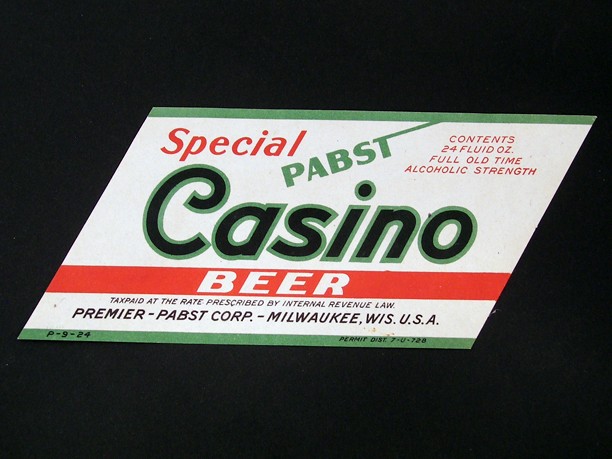 Special
PABST
CONTENTS
24 FLUID OZ.
FULL OLD TIME
ALCOHOLIC STRENGTH
Casino
BEER
TAXPAID AT THE RATE PRESCRIBED BY INTERNAL REVENUE LAW.
PREMIER-PABST CORP.-MILWAUKEE, WIS. U.S.A.
P-9-24
PERMIT DIST. 7-U-728